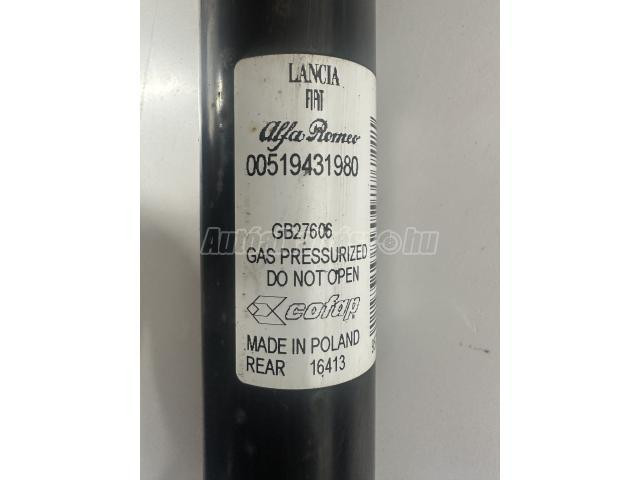 LANCIA
FIAT
Alfa Romeo
00519431980
GB27606
GAS PRESSURIZED
DO NOT OPEN
cofap
MADE IN POLAND
REAR 16413